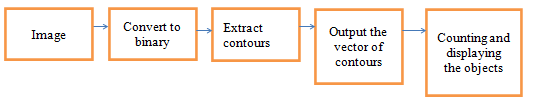 Image
Convert to
binary
Extract
contours
Output the
vector of
contours
Counting and
displaying
the objects